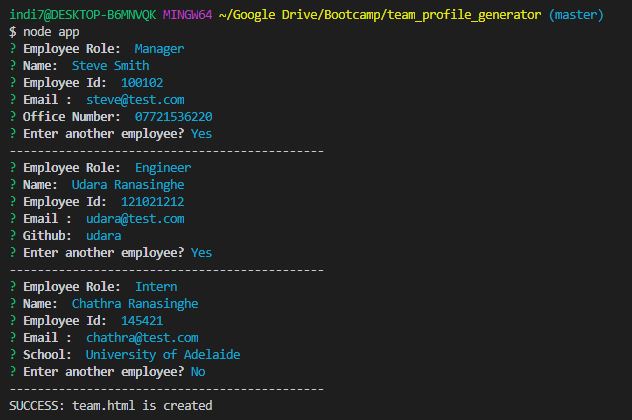 indi7@DESKTOP-B6MNVQK MINGW64 ~/Google Drive/Bootcamp/team_profile_generator (master)
$ node app
? Employee Role:  Manager
? Name:  Steve Smith
? Employee Id:  100102
? Email :  steve@test.com
? Office Number:  07721536220
? Enter another employee? Yes
---------------------------------------------
? Employee Role:  Engineer
? Name:  Udara Ranasinghe
? Employee Id:  121021212
? Email :  udara@test.com
? Github:  udara
? Enter another employee? Yes
---------------------------------------------
? Employee Role:  Intern
? Name:  Chathra Ranasinghe
? Employee Id:  145421
? Email :  chathra@test.com
? School:  University of Adelaide
? Enter another employee? No
---------------------------------------------
SUCCESS: team.html is created